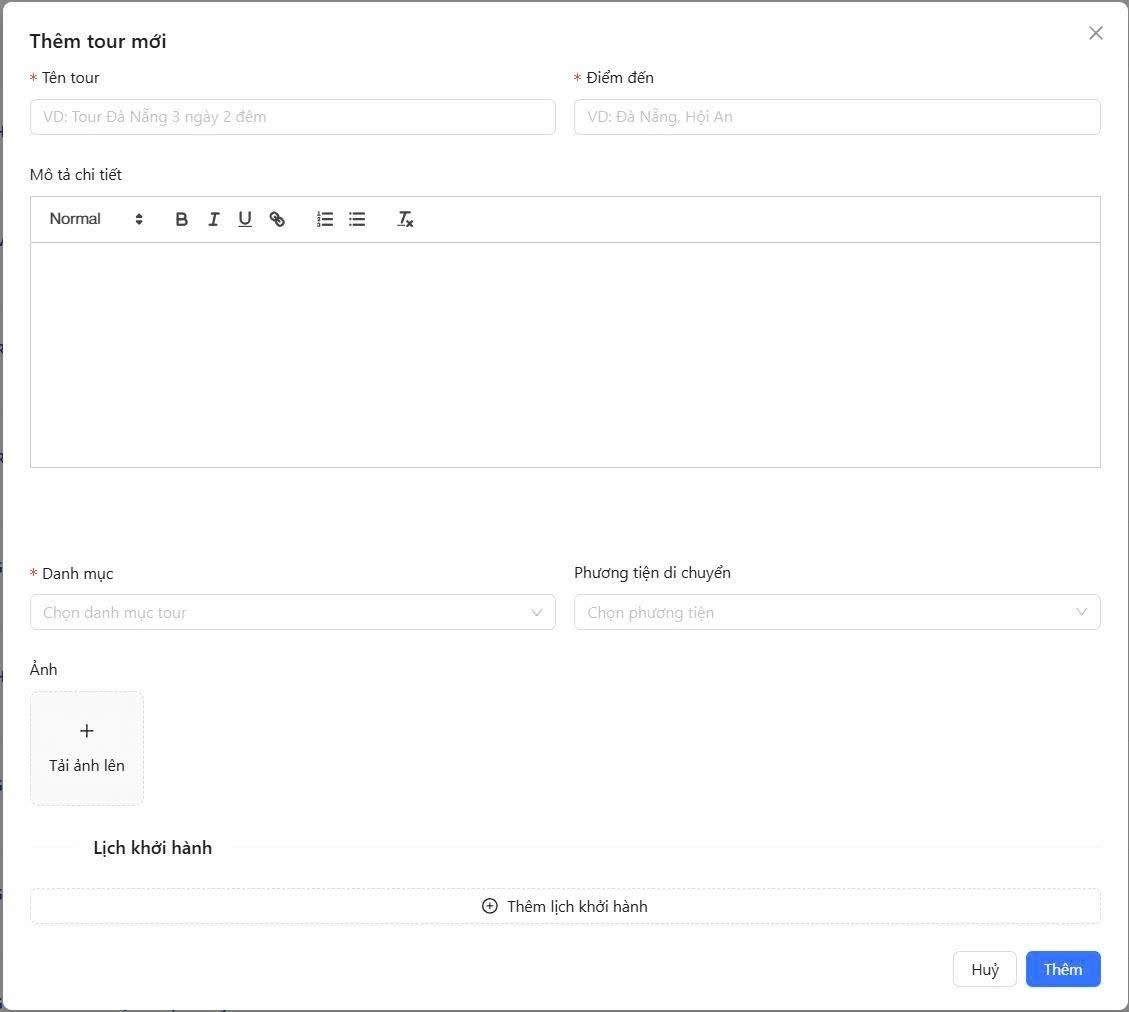 Thêm tour mới
* Tên tour
* Điểm đến
VD: Tour Đà Nẵng 3 ngày 2 đêm
VD: Đà Nẵng, Hội An
Mô tả chi tiết
Normal
* Danh mục
Phương tiện di chuyển
Chọn danh mục tour
Chọn phương tiện
Ảnh
+
Tải ảnh lên
Lịch khởi hành
Thêm lịch khởi hành
Huỷ
Thêm